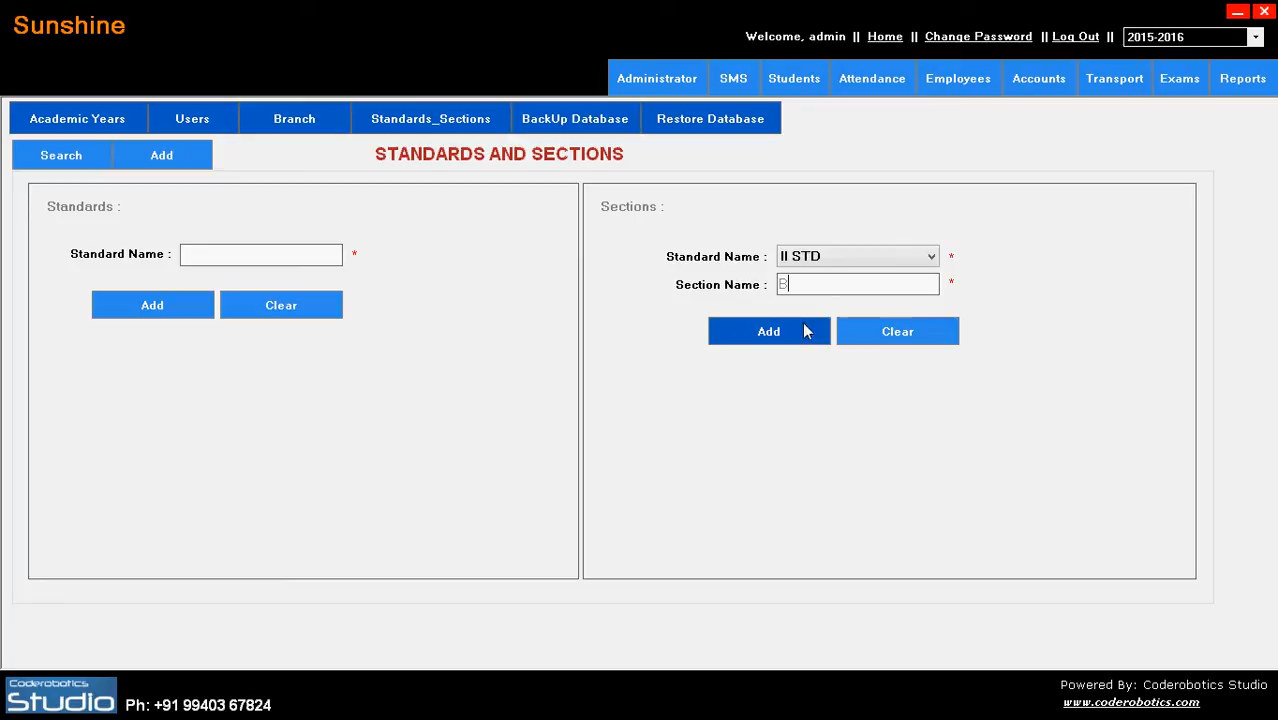 Sunshine
Welcome, admin || Home || Change Password || Log Out || 2015-2016
Administrator SMS Students Attendance Employees Accounts Transport Exams Reports
Academic Years Users Branch Standards_Sections BackUp Database Restore Database
Search Add STANDARDS AND SECTIONS
Standards :
Standard Name : *
Add Clear
Sections :
Standard Name : II STD *
Section Name : B *
Add Clear
Coderobotics
Studio
Ph: +91 99403 67824
Powered By: Coderobotics Studio
www.coderobotics.com